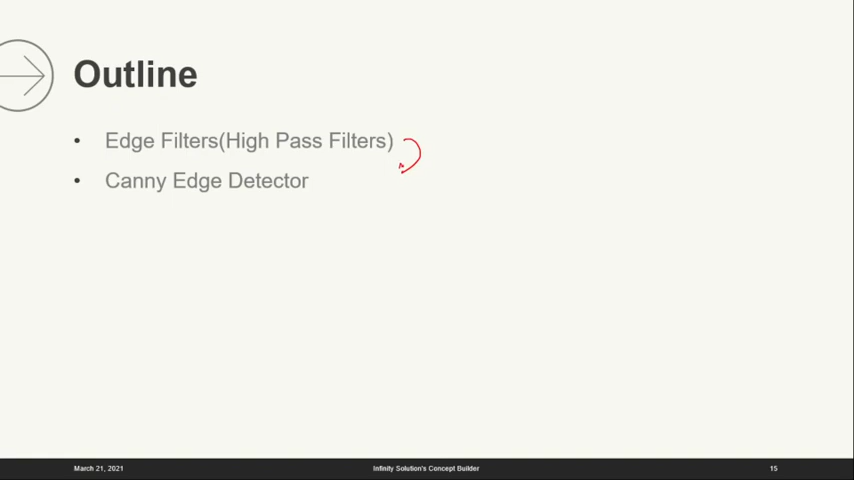 Outline
• Edge Filters(High Pass Filters)
• Canny Edge Detector
March 21, 2021 Infinity Solution's Concept Builder 15